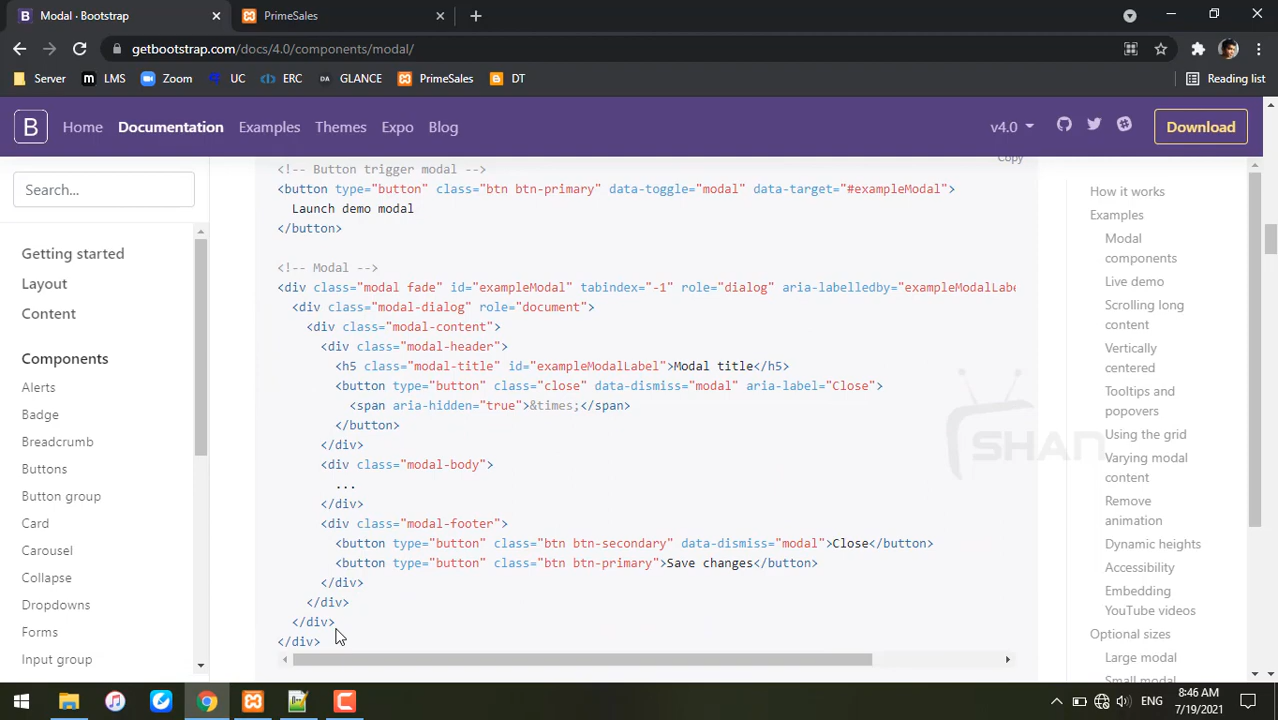 Modal · Bootstrap
PrimeSales
getbootstrap.com/docs/4.0/components/modal/
Server
LMS
Zoom
UC
ERC
GLANCE
PrimeSales
DT
Reading list
B
Home
Documentation
Examples
Themes
Expo
Blog
v4.0
Download
Search...
Getting started
Layout
Content
Components
Alerts
Badge
Breadcrumb
Buttons
Button group
Card
Carousel
Collapse
Dropdowns
Forms
Input group
Copy
<!-- Button trigger modal -->
<button type="button" class="btn btn-primary" data-toggle="modal" data-target="#exampleModal">
Launch demo modal
</button>
<!-- Modal -->
<div class="modal fade" id="exampleModal" tabindex="-1" role="dialog" aria-labelledby="exampleModalLabe
<div class="modal-dialog" role="document">
<div class="modal-content">
<div class="modal-header">
<h5 class="modal-title" id="exampleModalLabel">Modal title</h5>
<button type="button" class="close" data-dismiss="modal" aria-label="Close">
<span aria-hidden="true">&times;</span>
</button>
</div>
<div class="modal-body">
...
</div>
<div class="modal-footer">
<button type="button" class="btn btn-secondary" data-dismiss="modal">Close</button>
<button type="button" class="btn btn-primary">Save changes</button>
</div>
</div>
</div>
</div>
SHAN
How it works
Examples
Modal
components
Live demo
Scrolling long
content
Vertically
centered
Tooltips and
popovers
Using the grid
Varying modal
content
Remove
animation
Dynamic heights
Accessibility
Embedding
YouTube videos
Optional sizes
Large modal
Small modal
ENG
8:46 AM
7/19/2021